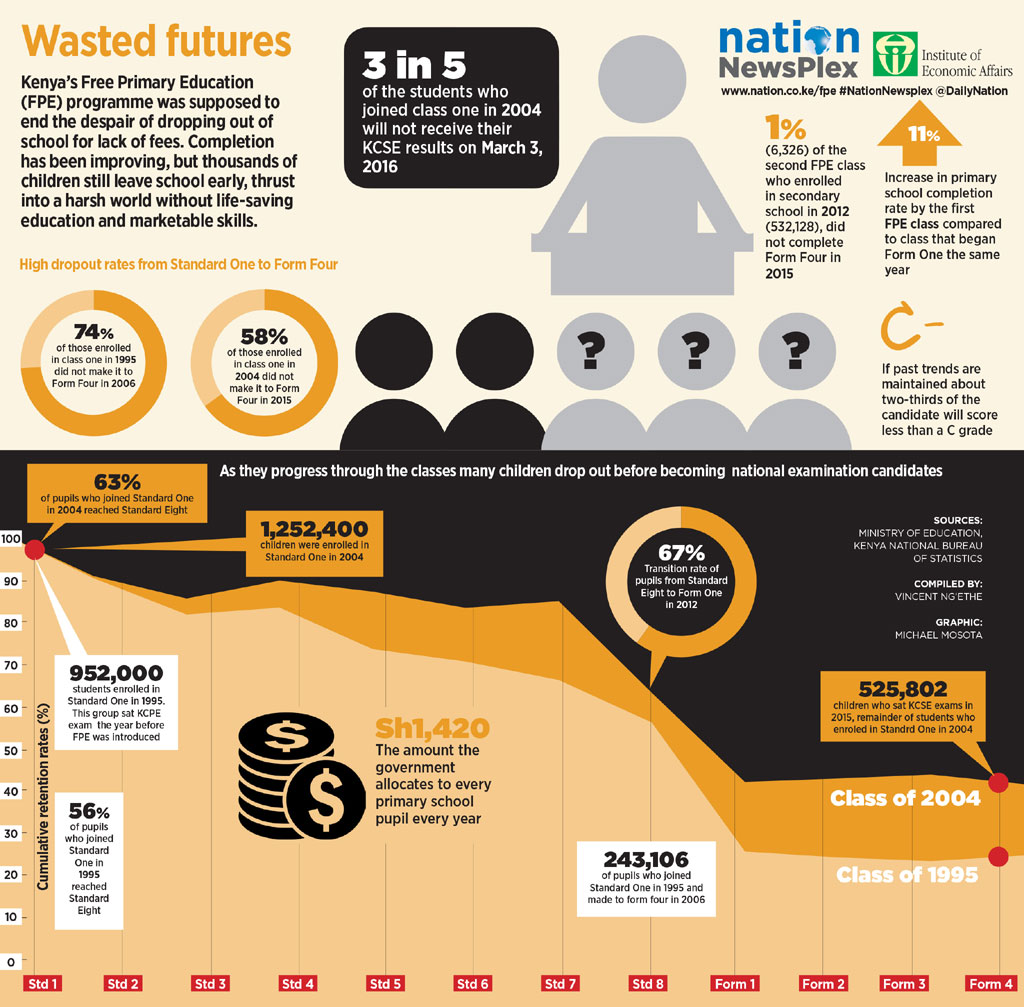 Wasted futures
Kenya's Free Primary Education
(FPE) programme was supposed to
end the despair of dropping out of
school for lack of fees. Completion
has been improving, but thousands of
children still leave school early, thrust
into a harsh world without life-saving
education and marketable skills.
3 in 5
of the students who
joined class one in 2004
will not receive their
KCSE results on March 3,
2016
nation
NewsPlex
Institute of
Economic Affairs
www.nation.co.ke/fpe #NationNewsplex @DailyNation
1%
(6,326) of the
second FPE class
who enrolled
in secondary
school in 2012
(532,128), did
not complete
Form Four in
2015
11%
Increase in primary
school completion
rate by the first
FPE class compared
to class that began
Form One the same
year
High dropout rates from Standard One to Form Four
74%
of those enrolled
in class one in 1995
did not make it to
Form Four in 2006
58%
of those enrolled
in class one in
2004 did not
make it to Form
Four in 2015
? ? ?
C-
If past trends are
maintained about
two-thirds of the
candidate will score
less than a C grade
As they progress through the classes many children drop out before becoming national examination candidates
63%
of pupils who joined Standard One
in 2004 reached Standard Eight
1,252,400
children were enrolled in
Standard One in 2004
67%
Transition rate of
pupils from Standard
Eight to Form One
in 2012
SOURCES:
MINISTRY OF EDUCATION,
KENYA NATIONAL BUREAU
OF STATISTICS
COMPILED BY:
VINCENT NG'ETHE
GRAPHIC:
MICHAEL MOSOTA
952,000
students enrolled in
Standard One in 1995.
This group sat KCPE
exam the year before
FPE was introduced
$
$
Sh1,420
The amount the
government
allocates to every
primary school
pupil every year
525,802
children who sat KCSE exams in
2015, remainder of students who
enroled in Standrd One in 2004
56%
of pupils
who joined
Standard
One in
1995
reached
Standard
Eight
243,106
of pupils who joined
Standard One in 1995 and
made to form four in 2006
Class of 2004
Class of 1995
Cumulative retention rates (%)
100
90
80
70
60
50
40
30
20
10
0
Std 1 Std 2 Std 3 Std 4 Std 5 Std 6 Std 7 Std 8 Form 1 Form 2 Form 3 Form 4